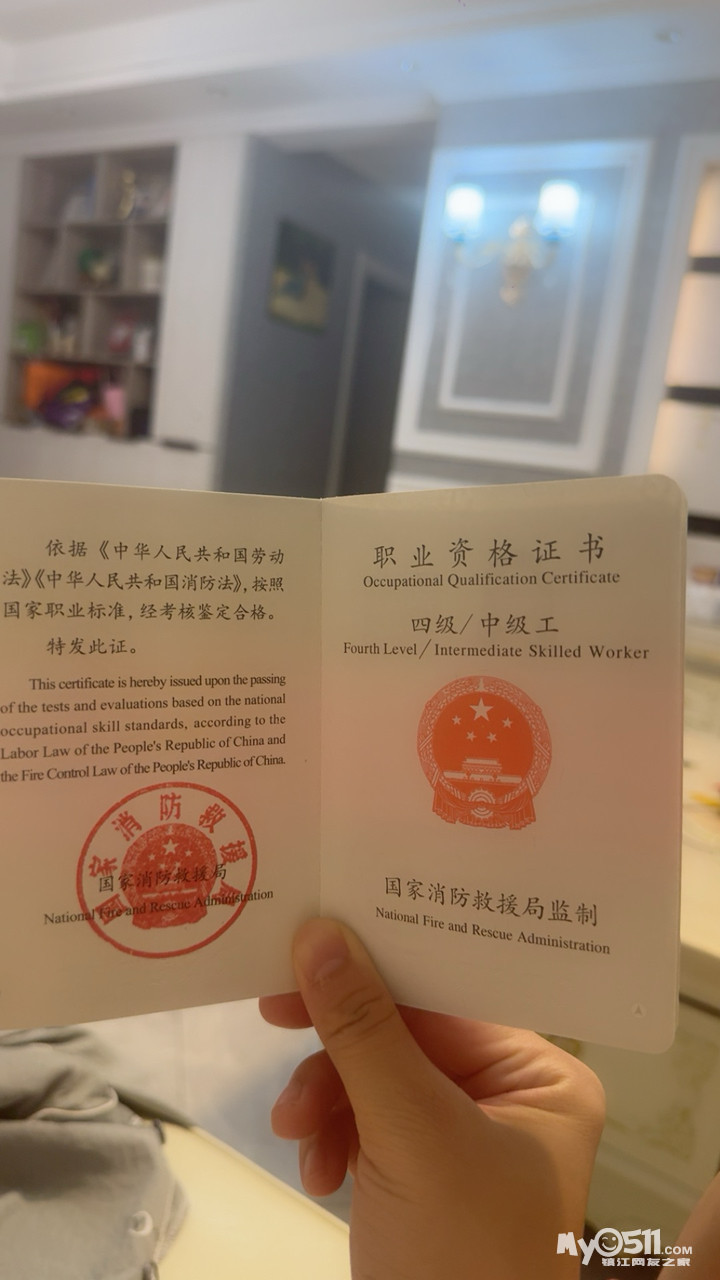 依据《中华人民共和国劳动
法》《中华人民共和国消防法》,按照
国家职业标准,经考核鉴定合格。
特发此证。
This certificate is hereby issued upon the passing
of the tests and evaluations based on the national
occupational skill standards, according to the
Labor Law of the People's Republic of China and
the Fire Control Law of the People's Republic of China.
国家消防救援局
国家消防救援局
National Fire and Rescue Administration
职业资格证书
Occupational Qualification Certificate
四级/中级工
Fourth Level/Intermediate Skilled Worker
国家消防救援局监制
National Fire and Rescue Administration
A
My0511.COM
镇江网友之家